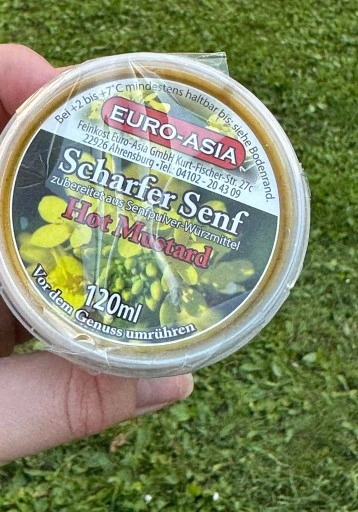 Bei +2 bis +7°C mindestens haltbar bis: siehe Bodenrand.
EURO-ASIA
Feinkost Euro-Asia GmbH Kurt-Fischer-Str. 27c
22926 Ahrensburg • Tel. 04102 - 20 43 09
Scharfer Senf
zubereitet aus Senfpulver-Würzmittel
Hot Mustard
120ml
Vor dem Genuss umrühren